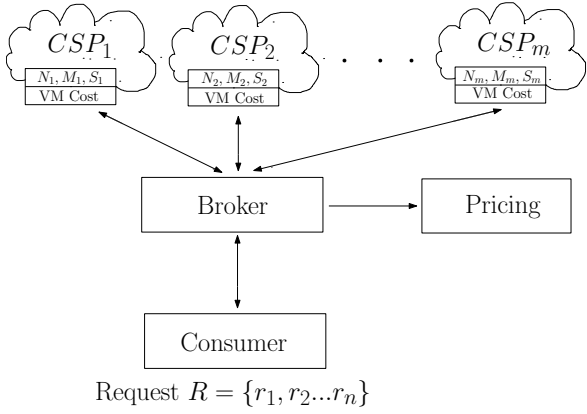 CSP₁ CSP₂ . . . . CSPₘ
N₁, M₁, S₁ N₂, M₂, S₂ Nₘ, Mₘ, Sₘ
VM Cost VM Cost VM Cost
Broker Pricing
Consumer
Request R = {r₁, r₂...rₙ}